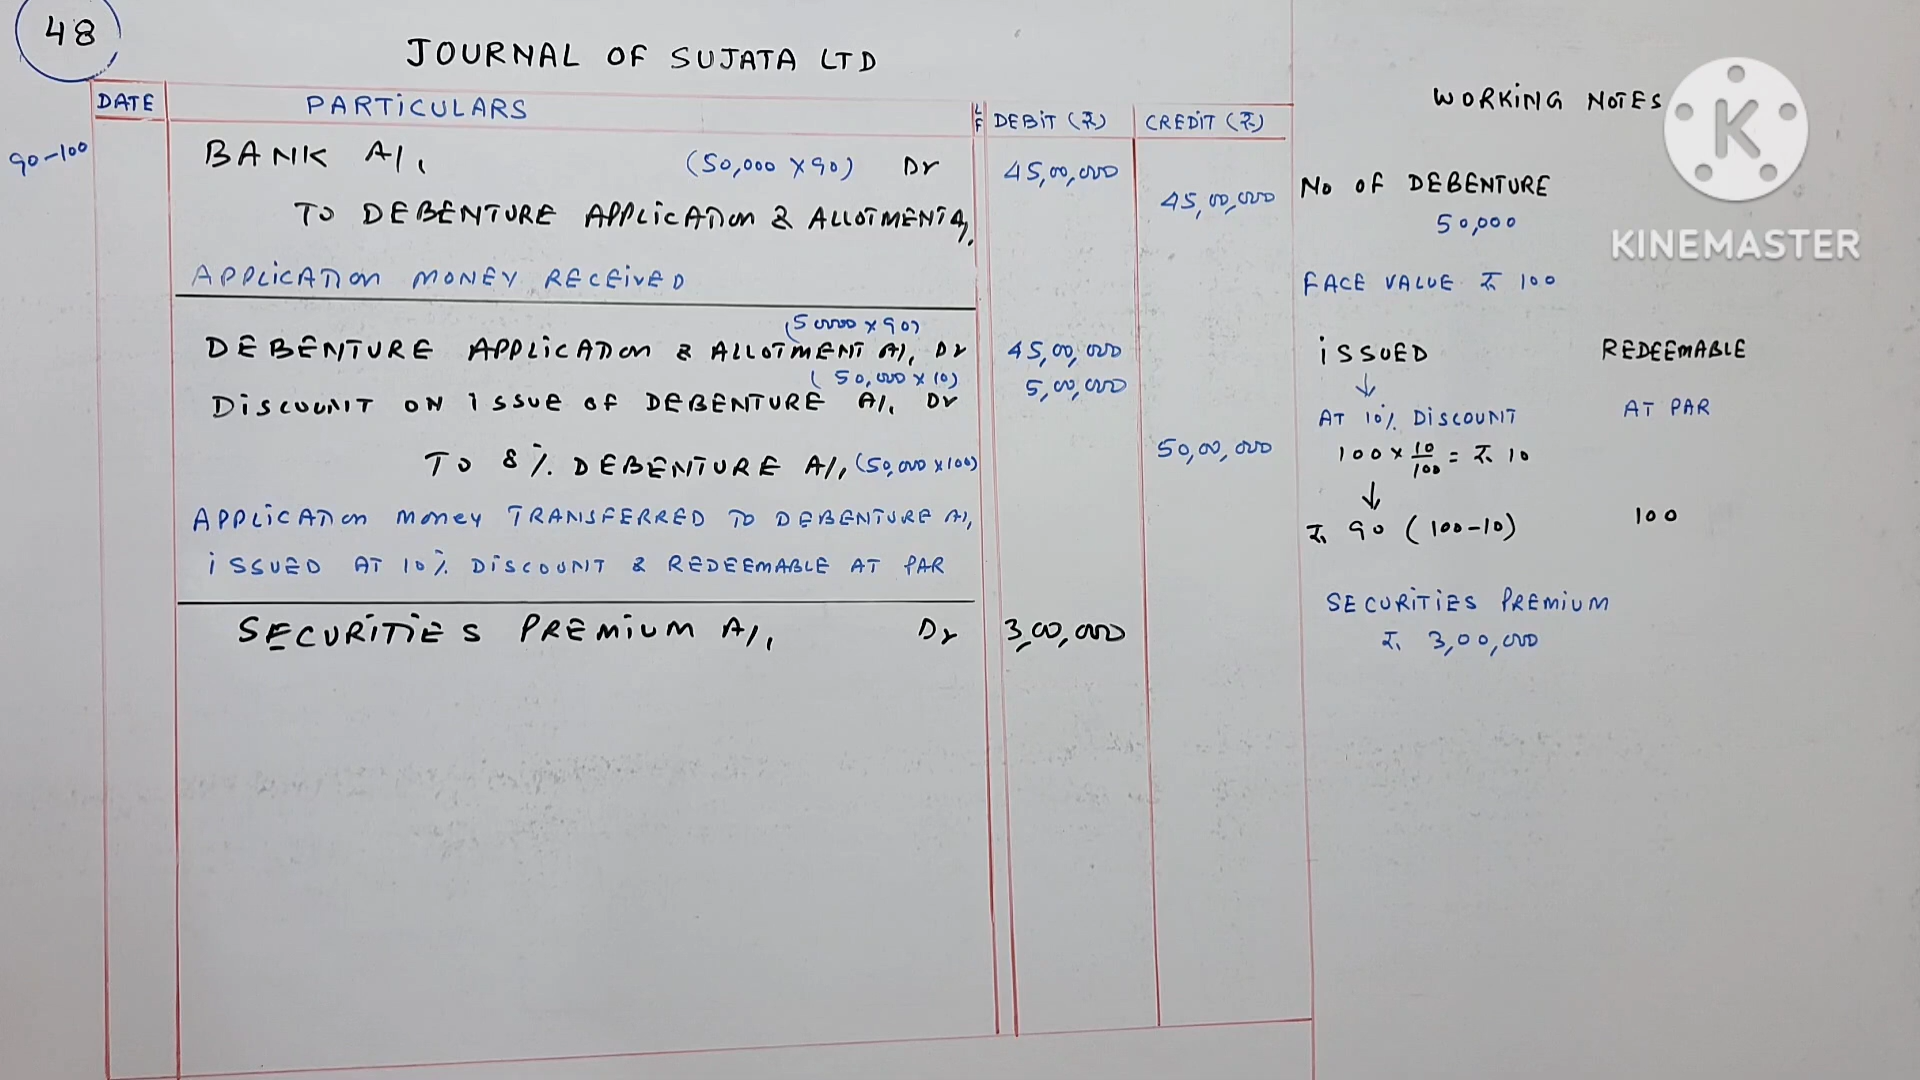 48
JOURNAL OF SUJATA LTD
WORKING NOTES
K
KINEMASTER
DATE PARTICULARS LF DEBIT (₹) CREDIT (₹)
90-100
BANK A/c (50,000 × 90) Dr 45,00,000
TO DEBENTURE APPLICATION & ALLOTMENT A/c 45,00,000
APPLICATION MONEY RECEIVED
(50000 × 90)
DEBENTURE APPLICATION & ALLOTMENT A/c Dr 45,00,000
(50,000 × 10)
DISCOUNT ON ISSUE OF DEBENTURE A/c Dr 5,00,000
TO 8% DEBENTURE A/c (50,000 × 100) 50,00,000
APPLICATION MONEY TRANSFERRED TO DEBENTURE A/c
ISSUED AT 10% DISCOUNT & REDEEMABLE AT PAR
SECURITIES PREMIUM A/c Dr 3,00,000
NO OF DEBENTURE
50,000
FACE VALUE ₹ 100
ISSUED REDEEMABLE
↓
AT 10% DISCOUNT AT PAR
100 × 10/100 = ₹ 10
↓
₹ 90 (100-10) 100
SECURITIES PREMIUM
₹ 3,00,000